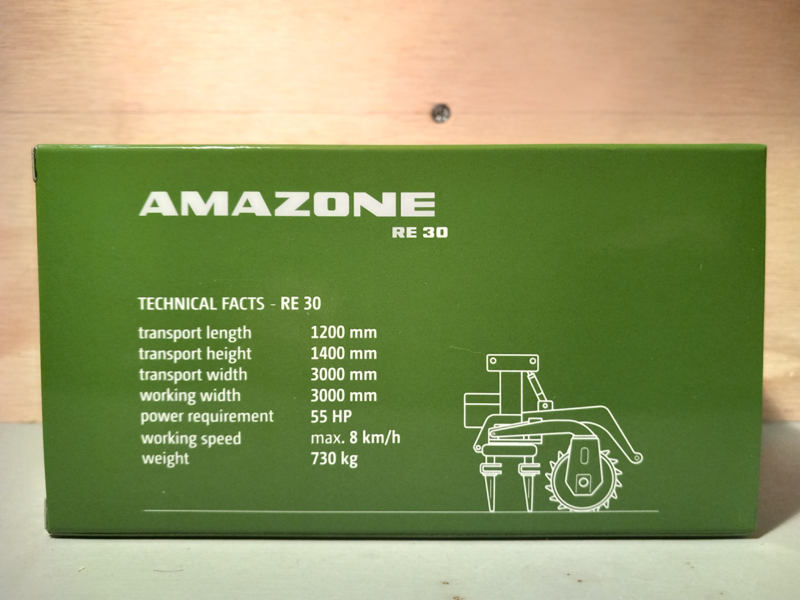 AMAZONE
RE 30
TECHNICAL FACTS - RE 30
transport length 1200 mm
transport height 1400 mm
transport width 3000 mm
working width 3000 mm
power requirement 55 HP
working speed max. 8 km/h
weight 730 kg